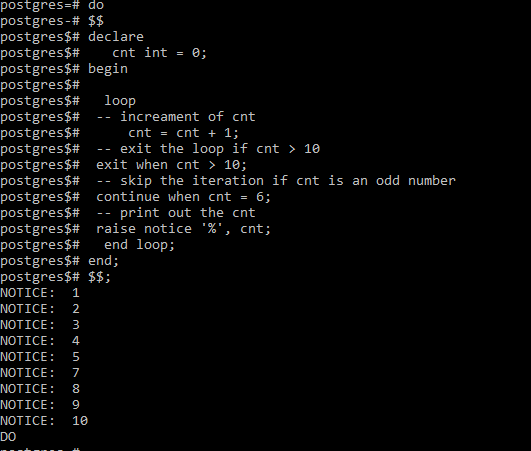 postgres=# do
postgres-# $$
postgres$# declare
postgres$#    cnt int = 0;
postgres$# begin
postgres$#
postgres$#   loop
postgres$#  -- increament of cnt
postgres$#      cnt = cnt + 1;
postgres$#  -- exit the loop if cnt > 10
postgres$#  exit when cnt > 10;
postgres$#  -- skip the iteration if cnt is an odd number
postgres$#  continue when cnt = 6;
postgres$#  -- print out the cnt
postgres$#  raise notice '%', cnt;
postgres$#   end loop;
postgres$# end;
postgres$# $$;
NOTICE:  1
NOTICE:  2
NOTICE:  3
NOTICE:  4
NOTICE:  5
NOTICE:  7
NOTICE:  8
NOTICE:  9
NOTICE:  10
DO